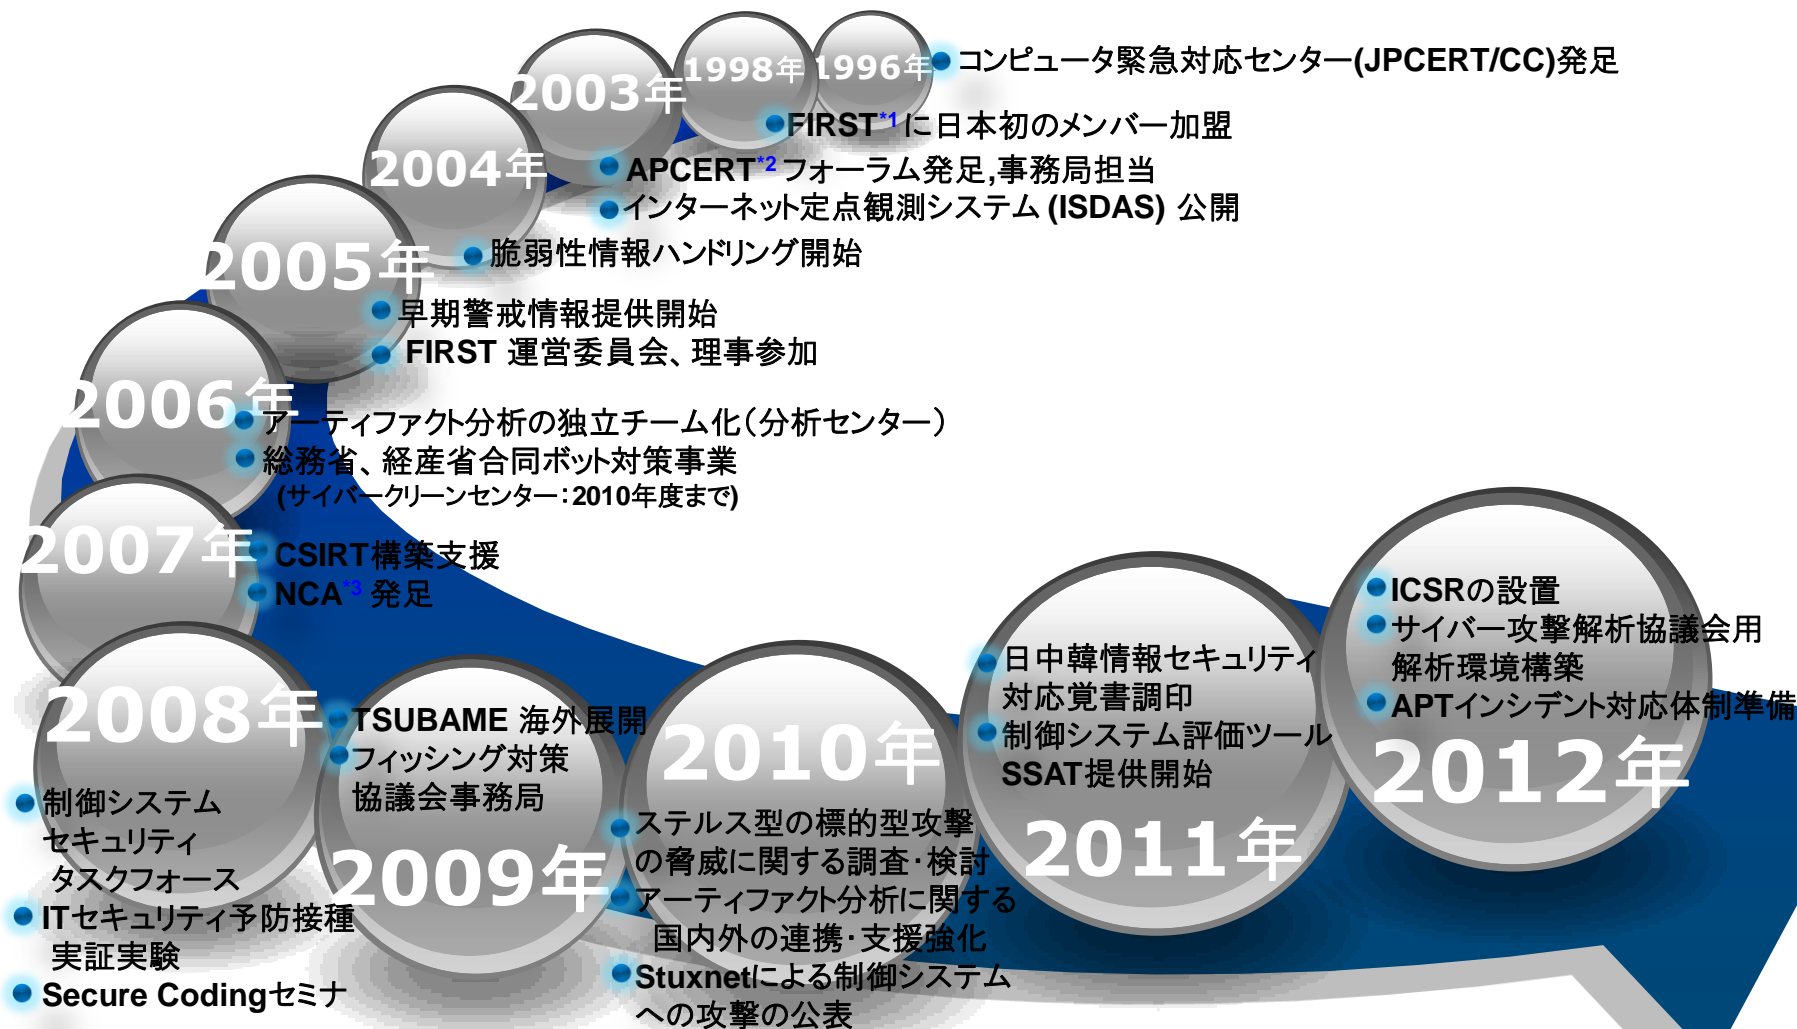 1996年
コンピュータ緊急対応センター(JPCERT/CC)発足
1998年
FIRST*1に日本初のメンバー加盟
2003年
APCERT*2フォーラム発足,事務局担当
インターネット定点観測システム(ISDAS) 公開
2004年
脆弱性情報ハンドリング開始
2005年
早期警戒情報提供開始
FIRST 運営委員会、理事参加
2006年
アーティファクト分析の独立チーム化(分析センター)
総務省、経産省合同ボット対策事業
(サイバークリーンセンター:2010年度まで)
2007年
CSIRT構築支援
NCA*3発足
2008年
制御システム
セキュリティ
タスクフォース
ITセキュリティ予防接種
実証実験
Secure Codingセミナ
TSUBAME 海外展開
フィッシング対策
協議会事務局
2009年
2010年
ステルス型の標的型攻撃
の脅威に関する調査・検討
アーティファクト分析に関する
国内外の連携・支援強化
Stuxnetによる制御システム
への攻撃の公表
日中韓情報セキュリティ
対応覚書調印
制御システム評価ツール
SSAT提供開始
2011年
ICSRの設置
サイバー攻撃解析協議会用
解析環境構築
APTインシデント対応体制準備
2012年